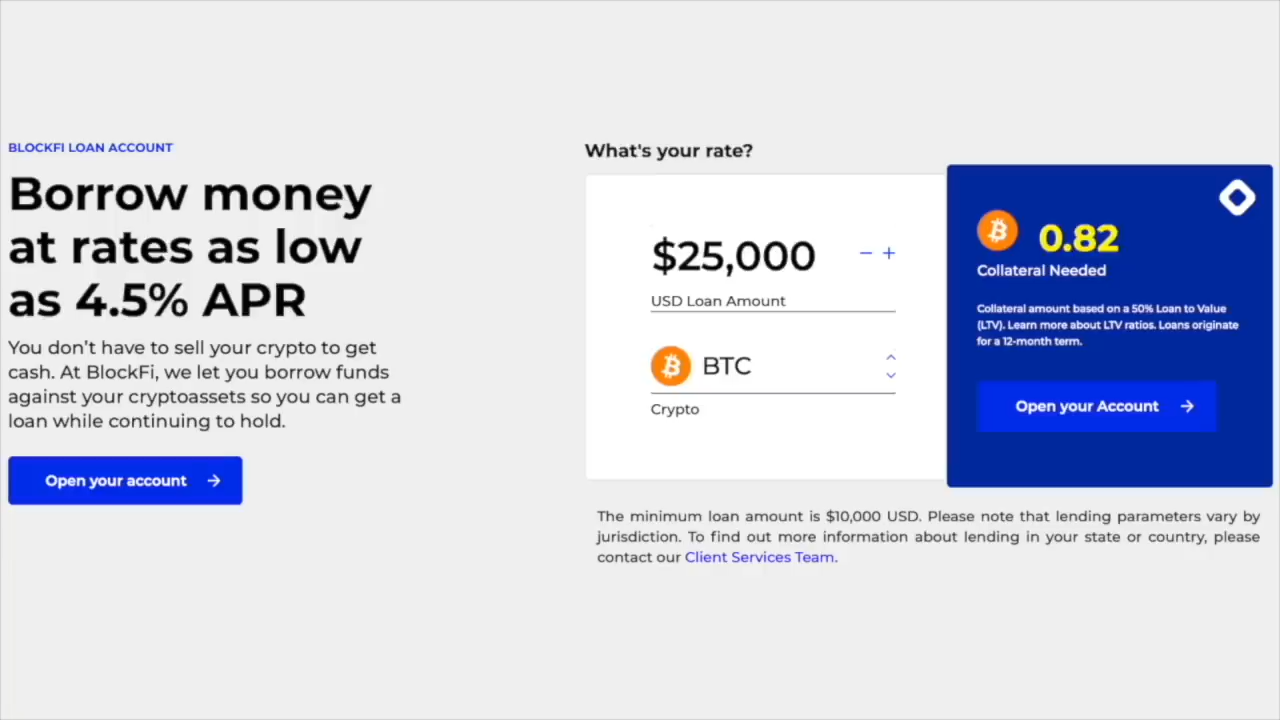 BLOCKFI LOAN ACCOUNT
Borrow money
at rates as low
as 4.5% APR
You don't have to sell your crypto to get
cash. At BlockFi, we let you borrow funds
against your cryptoassets so you can get a
loan while continuing to hold.
Open your account
What's your rate?
$25,000
USD Loan Amount
BTC
Crypto
0.82
Collateral Needed
Collateral amount based on a 50% Loan to Value
(LTV). Learn more about LTV ratios. Loans originate
for a 12-month term.
Open your Account
The minimum loan amount is $10,000 USD. Please note that lending parameters vary by
jurisdiction. To find out more information about lending in your state or country, please
contact our Client Services Team.